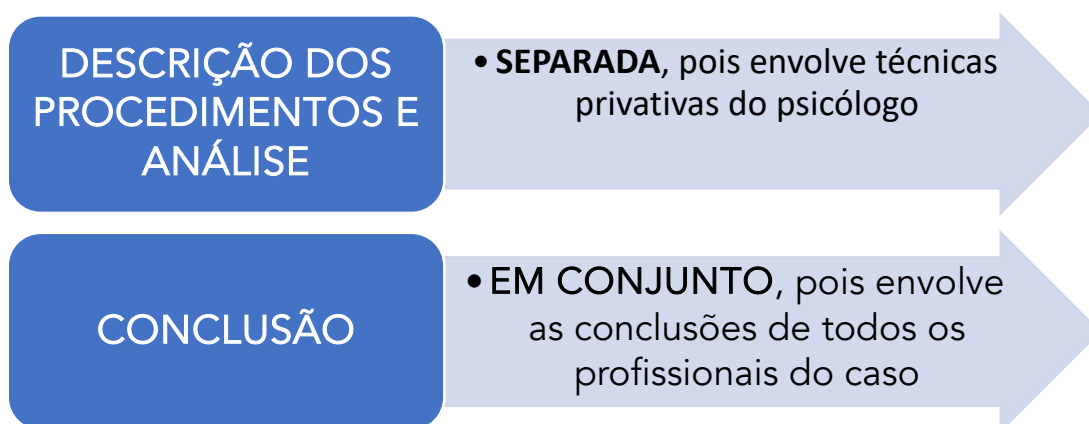 DESCRIÇÃO DOS
PROCEDIMENTOS E
ANÁLISE
• SEPARADA, pois envolve técnicas
privativas do psicólogo
CONCLUSÃO
• EM CONJUNTO, pois envolve
as conclusões de todos os
profissionais do caso